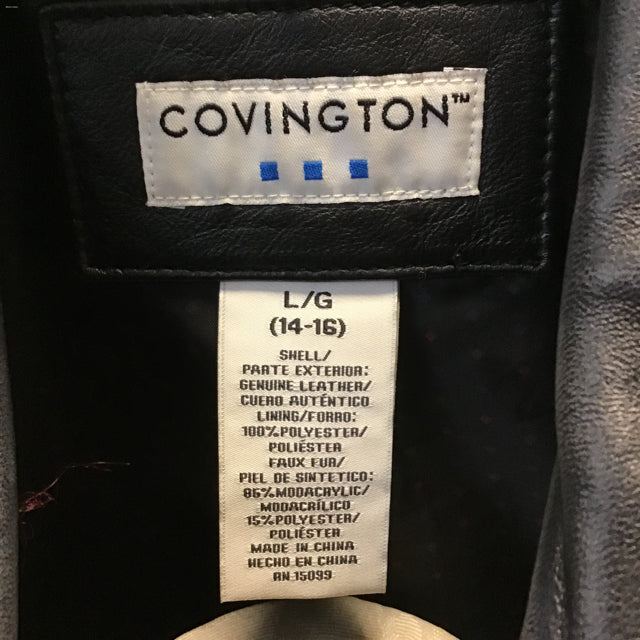 COVINGTON™
L/G
(14-16)
SHELL/
PARTE EXTERIOR:
GENUINE LEATHER/
CUERO AUTÉNTICO
LINING/FORRO:
100%POLYESTER/
POLIÉSTER
FAUX FUR/
PIEL DE SINTETICO:
85%MODACRYLIC/
MODACRÍLICO
15%POLYESTER/
POLIÉSTER
MADE IN CHINA
HECHO EN CHINA
RN 15099